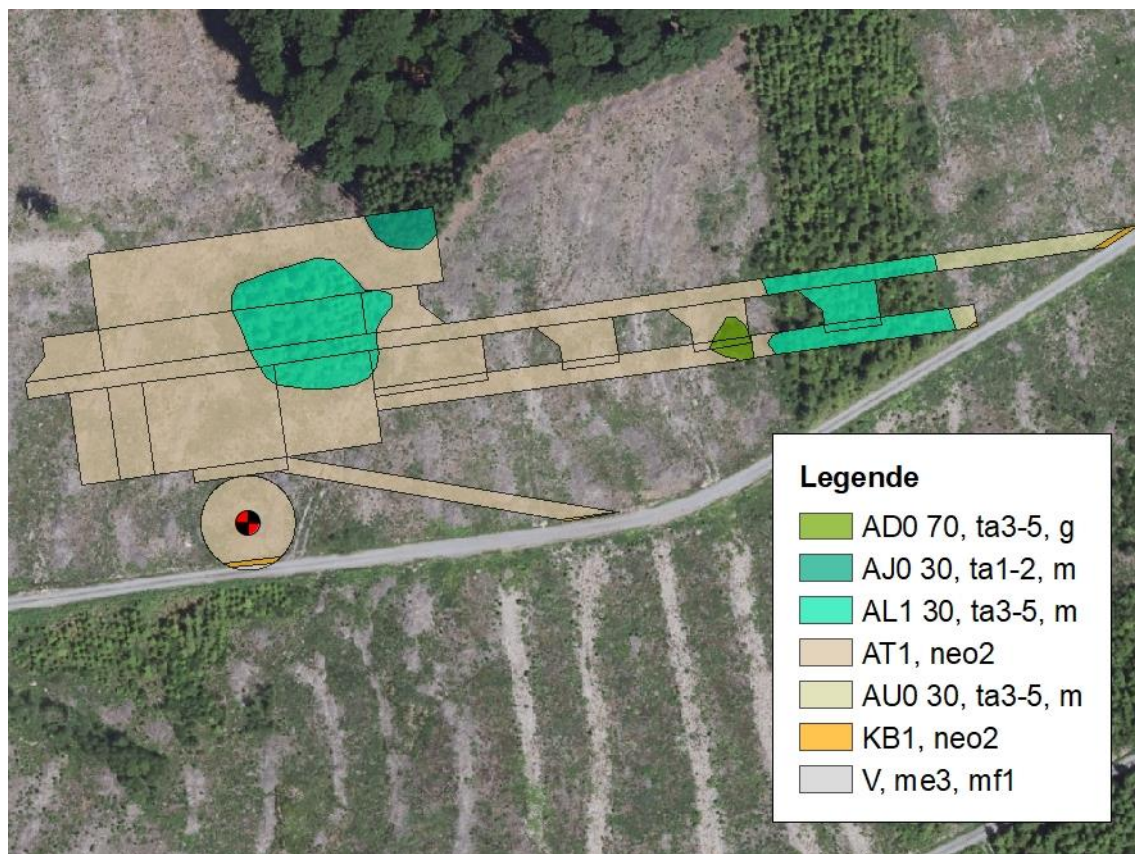 Legende
AD0 70, ta3-5, g
AJ0 30, ta1-2, m
AL1 30, ta3-5, m
AT1, neo2
AU0 30, ta3-5, m
KB1, neo2
V, me3, mf1